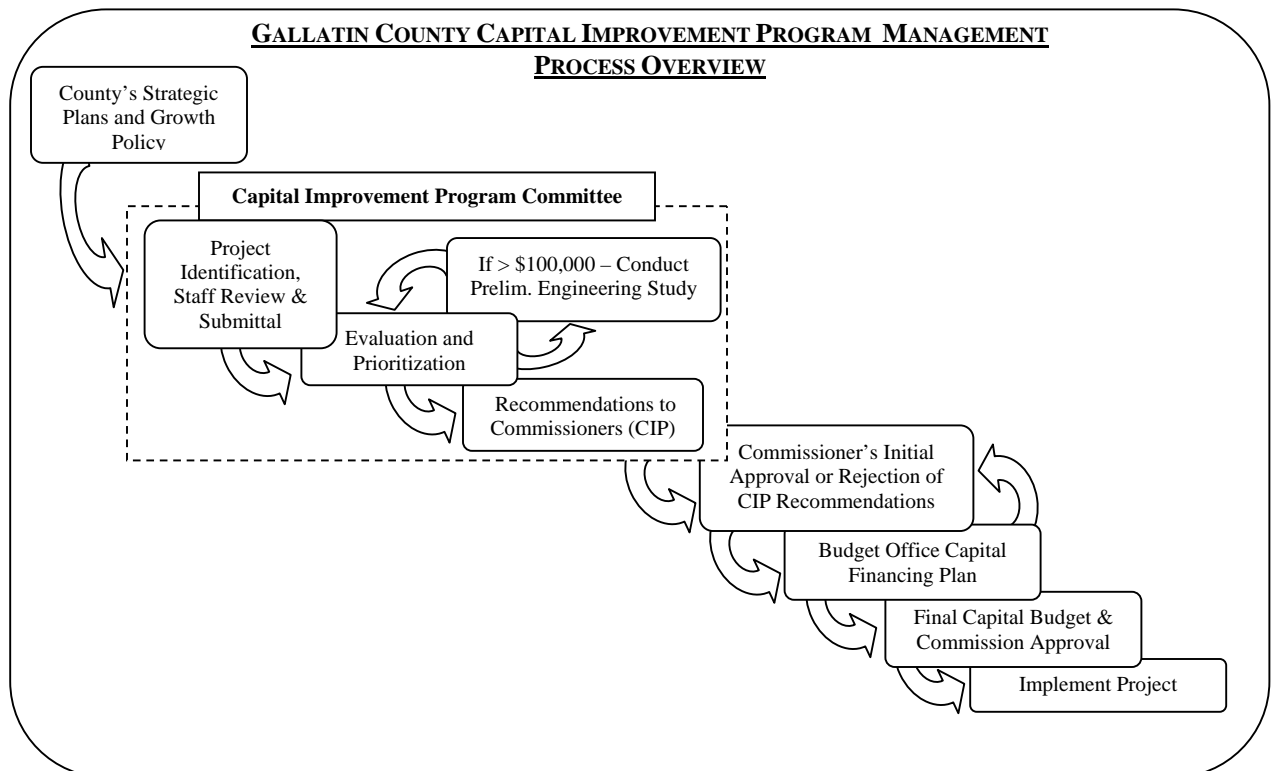 GALLATIN COUNTY CAPITAL IMPROVEMENT PROGRAM MANAGEMENT
PROCESS OVERVIEW
County's Strategic
Plans and Growth
Policy
Capital Improvement Program Committee
Project
Identification,
Staff Review &
Submittal
If > $100,000 – Conduct
Prelim. Engineering Study
Evaluation and
Prioritization
Recommendations to
Commissioners (CIP)
Commissioner's Initial
Approval or Rejection of
CIP Recommendations
Budget Office Capital
Financing Plan
Final Capital Budget &
Commission Approval
Implement Project